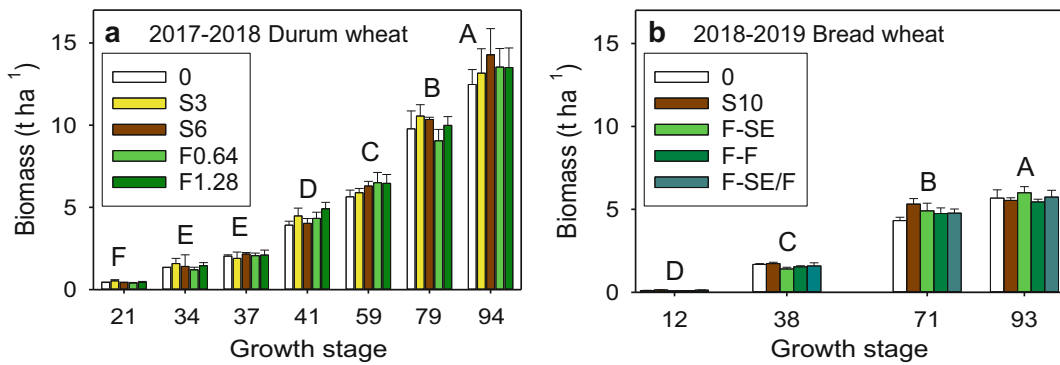 a 2017-2018 Durum wheat
0
S3
S6
F0.64
F1.28
F
E
E
D
C
B
A
15
10
5
0
Biomass (t ha 1)
21 34 37 41 59 79 94
Growth stage
b 2018-2019 Bread wheat
0
S10
F-SE
F-F
F-SE/F
D
C
B
A
15
10
5
0
Biomass (t ha 1)
12 38 71 93
Growth stage